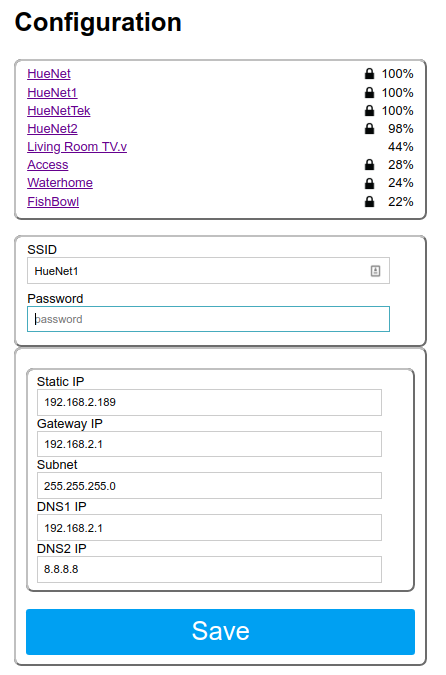 Configuration
HueNet 100%
HueNet1 100%
HueNetTek 100%
HueNet2 98%
Living Room TV.v 44%
Access 28%
Waterhome 24%
FishBowl 22%
SSID
HueNet1
Password
password
Static IP
192.168.2.189
Gateway IP
192.168.2.1
Subnet
255.255.255.0
DNS1 IP
192.168.2.1
DNS2 IP
8.8.8.8
Save